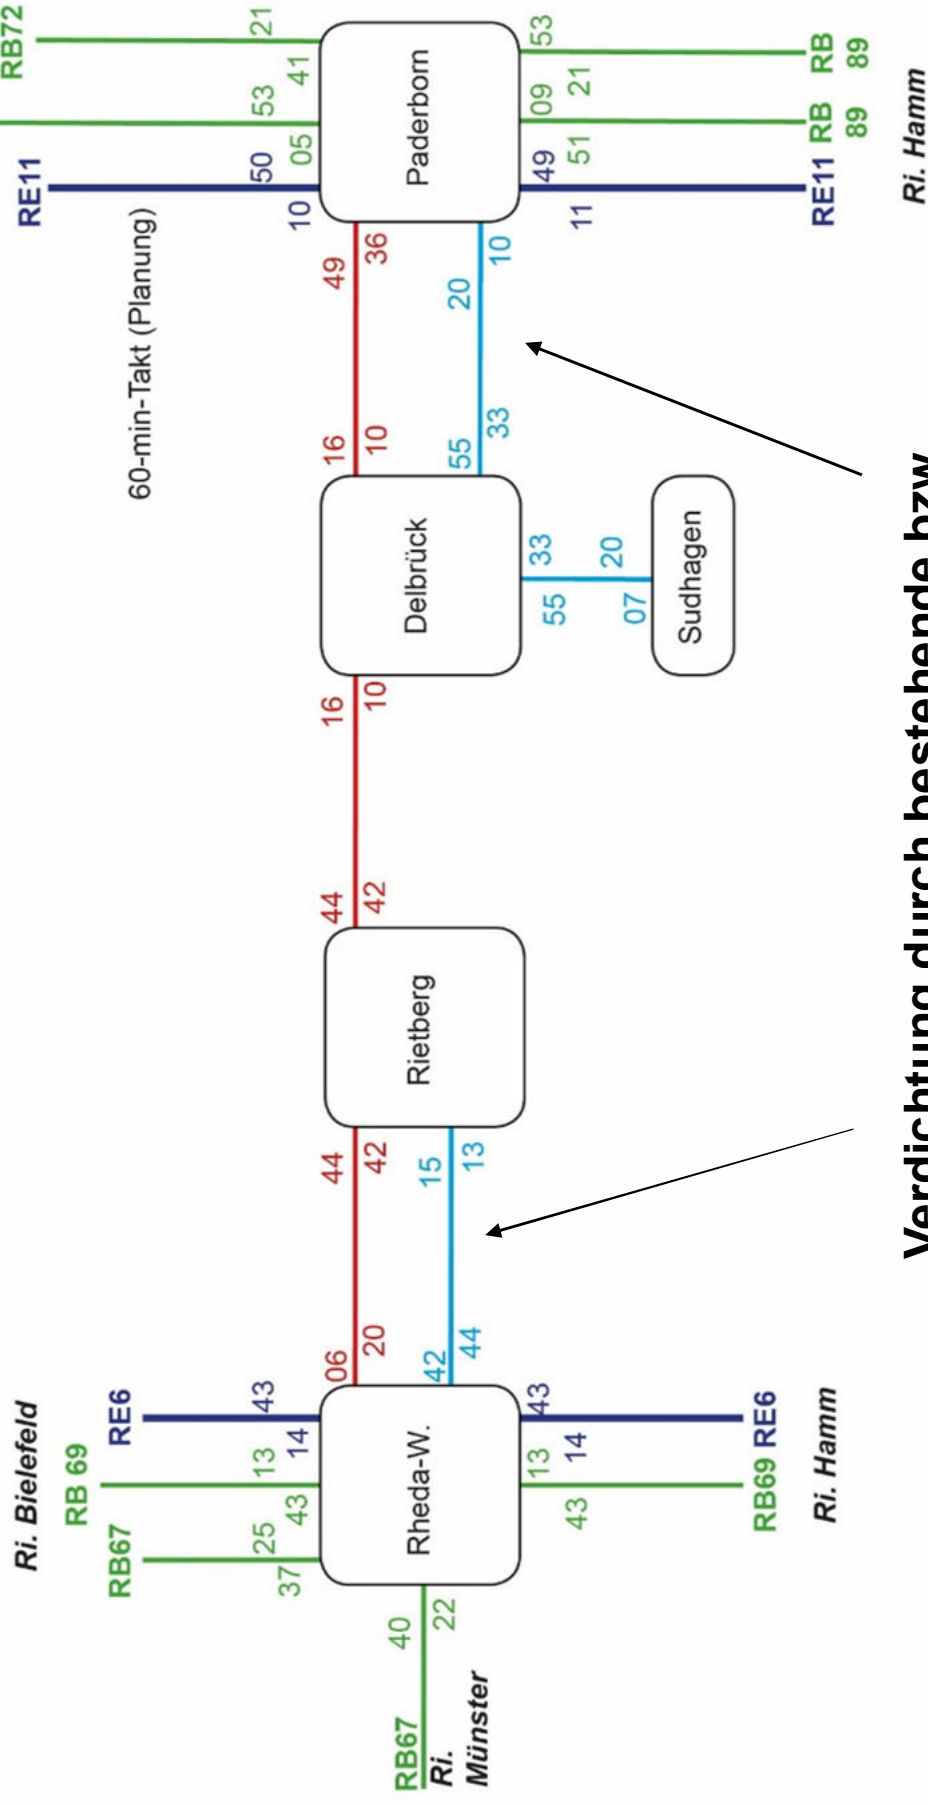 RB72
Ri. Bielefeld
RE11
RB 69
RB67 RE6
60-min-Takt (Planung)
25 13 43 50 53 21
37 43 14 10 05 41
06 44 44 16 16 49
20 42 42 10 10 36
RB67 40
Rheda-W. Rietberg Delbrück Paderborn
Ri. 22
Münster
42 15 55 20
44 13 33 10
13 43 33 49 09 53
43 14 55 11 51 21
20
07
Sudhagen
RB69 RE6 RE11 RB RB
89 89
Ri. Hamm
Ri. Hamm
Verdichtung durch bestehende bzw